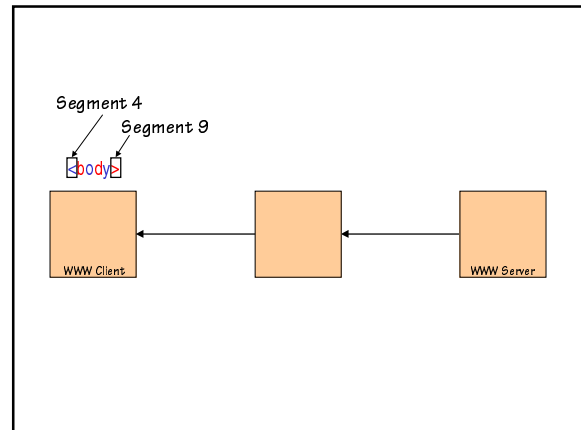 Segment 4
Segment 9
<body>
WWW Client
WWW Server